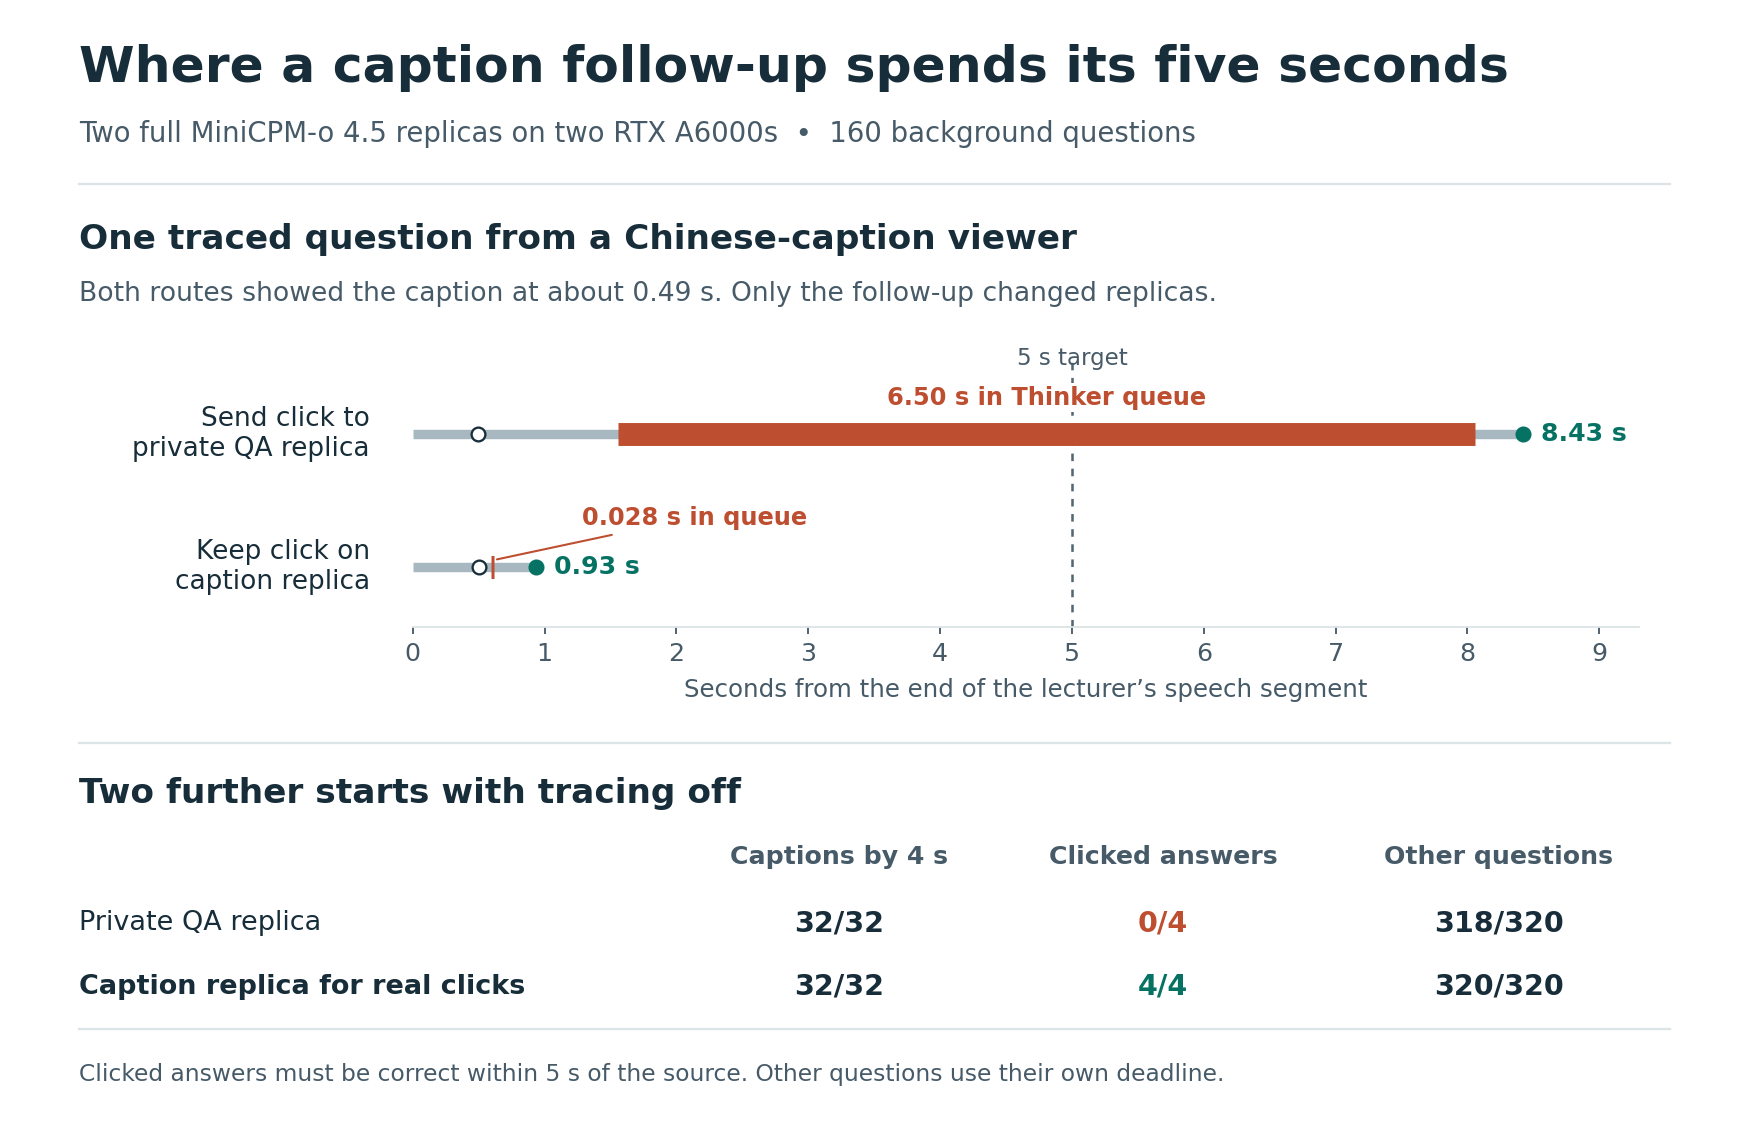 Where a caption follow-up spends its five seconds
Two full MiniCPM-o 4.5 replicas on two RTX A6000s • 160 background questions
One traced question from a Chinese-caption viewer
Both routes showed the caption at about 0.49 s. Only the follow-up changed replicas.
5 s target
6.50 s in Thinker queue
Send click to
private QA replica
8.43 s
0.028 s in queue
Keep click on
caption replica
0.93 s
0 1 2 3 4 5 6 7 8 9
Seconds from the end of the lecturer’s speech segment
Two further starts with tracing off
Captions by 4 s Clicked answers Other questions
Private QA replica 32/32 0/4 318/320
Caption replica for real clicks 32/32 4/4 320/320
Clicked answers must be correct within 5 s of the source. Other questions use their own deadline.